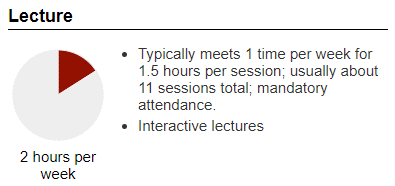 Lecture
Typically meets 1 time per week for
1.5 hours per session; usually about
11 sessions total; mandatory
attendance.
Interactive lectures
2 hours per
week